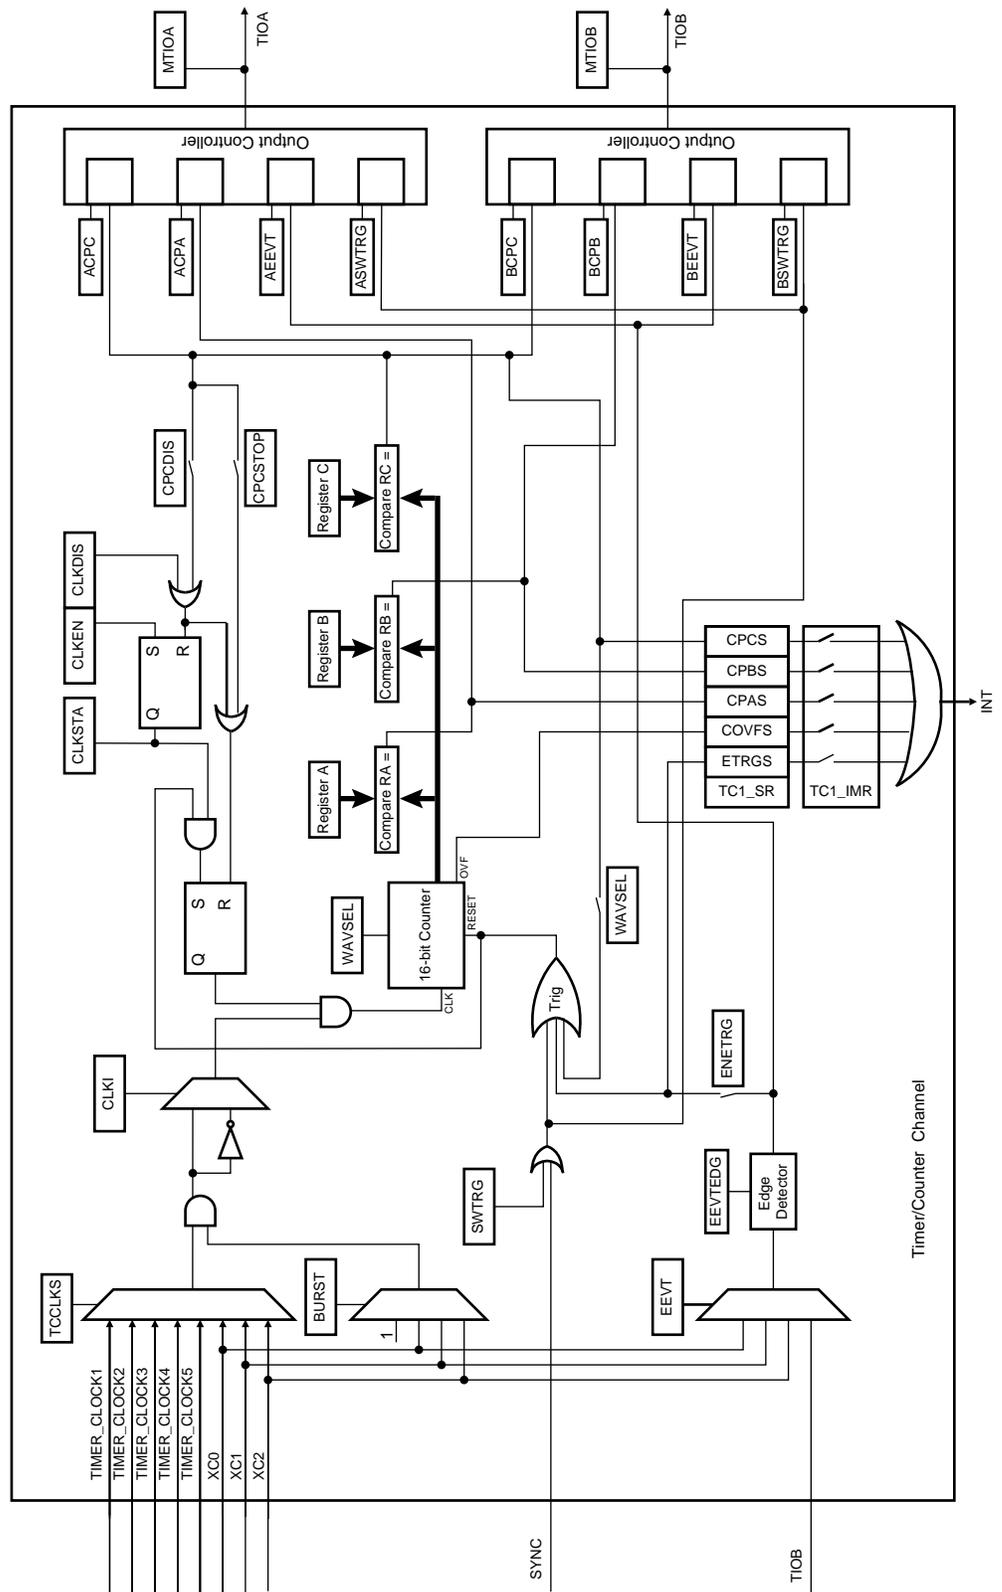 MTIOA
TIOA
MTIOB
TIOB
Output Controller
Output Controller
ACPC
ACPA
AEEVT
ASWTRG
BCPC
BCPB
BEEVT
BSWTRG
CPCDIS
CPCSTOP
CLKDIS
CLKEN
CLKSTA
S
R
Q
Register C
Compare RC =
Register B
Compare RB =
Register A
Compare RA =
CPCS
CPBS
CPAS
COVFS
ETRGS
TC1_SR
TC1_IMR
INT
S
R
Q
WAVSEL
16-bit Counter
OVF
RESET
CLK
WAVSEL
Trig
CLKI
ENETRG
SWTRG
EEVTEDG
Edge
Detector
Timer/Counter Channel
TCCLKS
BURST
1
EEVT
TIMER_CLOCK1
TIMER_CLOCK2
TIMER_CLOCK3
TIMER_CLOCK4
TIMER_CLOCK5
XC0
XC1
XC2
SYNC
TIOB